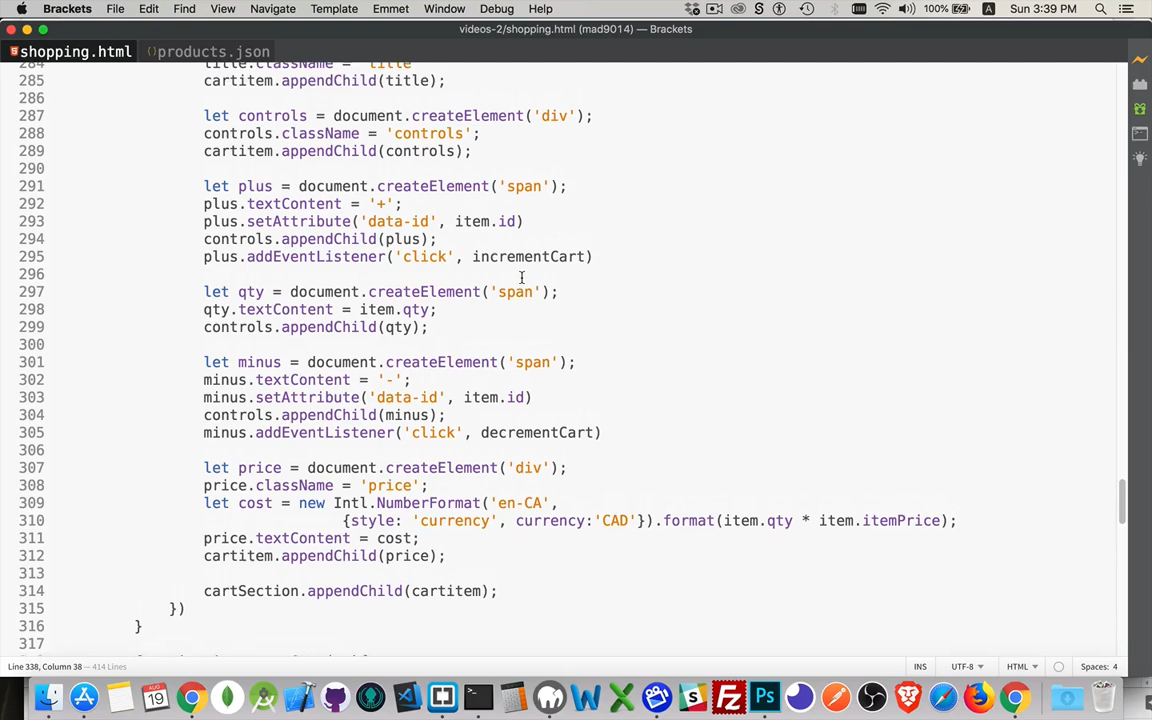 Brackets File Edit Find View Navigate Template Emmet Window Debug Help 100% A Sun 3:39 PM
videos-2/shopping.html (mad9014) — Brackets
shopping.html products.json
284 title.className = 'title'
285 cartitem.appendChild(title);
286
287 let controls = document.createElement('div');
288 controls.className = 'controls';
289 cartitem.appendChild(controls);
290
291 let plus = document.createElement('span');
292 plus.textContent = '+';
293 plus.setAttribute('data-id', item.id)
294 controls.appendChild(plus);
295 plus.addEventListener('click', incrementCart)
296
297 let qty = document.createElement('span');
298 qty.textContent = item.qty;
299 controls.appendChild(qty);
300
301 let minus = document.createElement('span');
302 minus.textContent = '-';
303 minus.setAttribute('data-id', item.id)
304 controls.appendChild(minus);
305 minus.addEventListener('click', decrementCart)
306
307 let price = document.createElement('div');
308 price.className = 'price';
309 let cost = new Intl.NumberFormat('en-CA',
310 {style: 'currency', currency:'CAD'}).format(item.qty * item.itemPrice);
311 price.textContent = cost;
312 cartitem.appendChild(price);
313
314 cartSection.appendChild(cartitem);
315 })
316 }
317
Line 338, Column 38 — 414 Lines INS UTF-8 HTML Spaces: 4
AUG
19